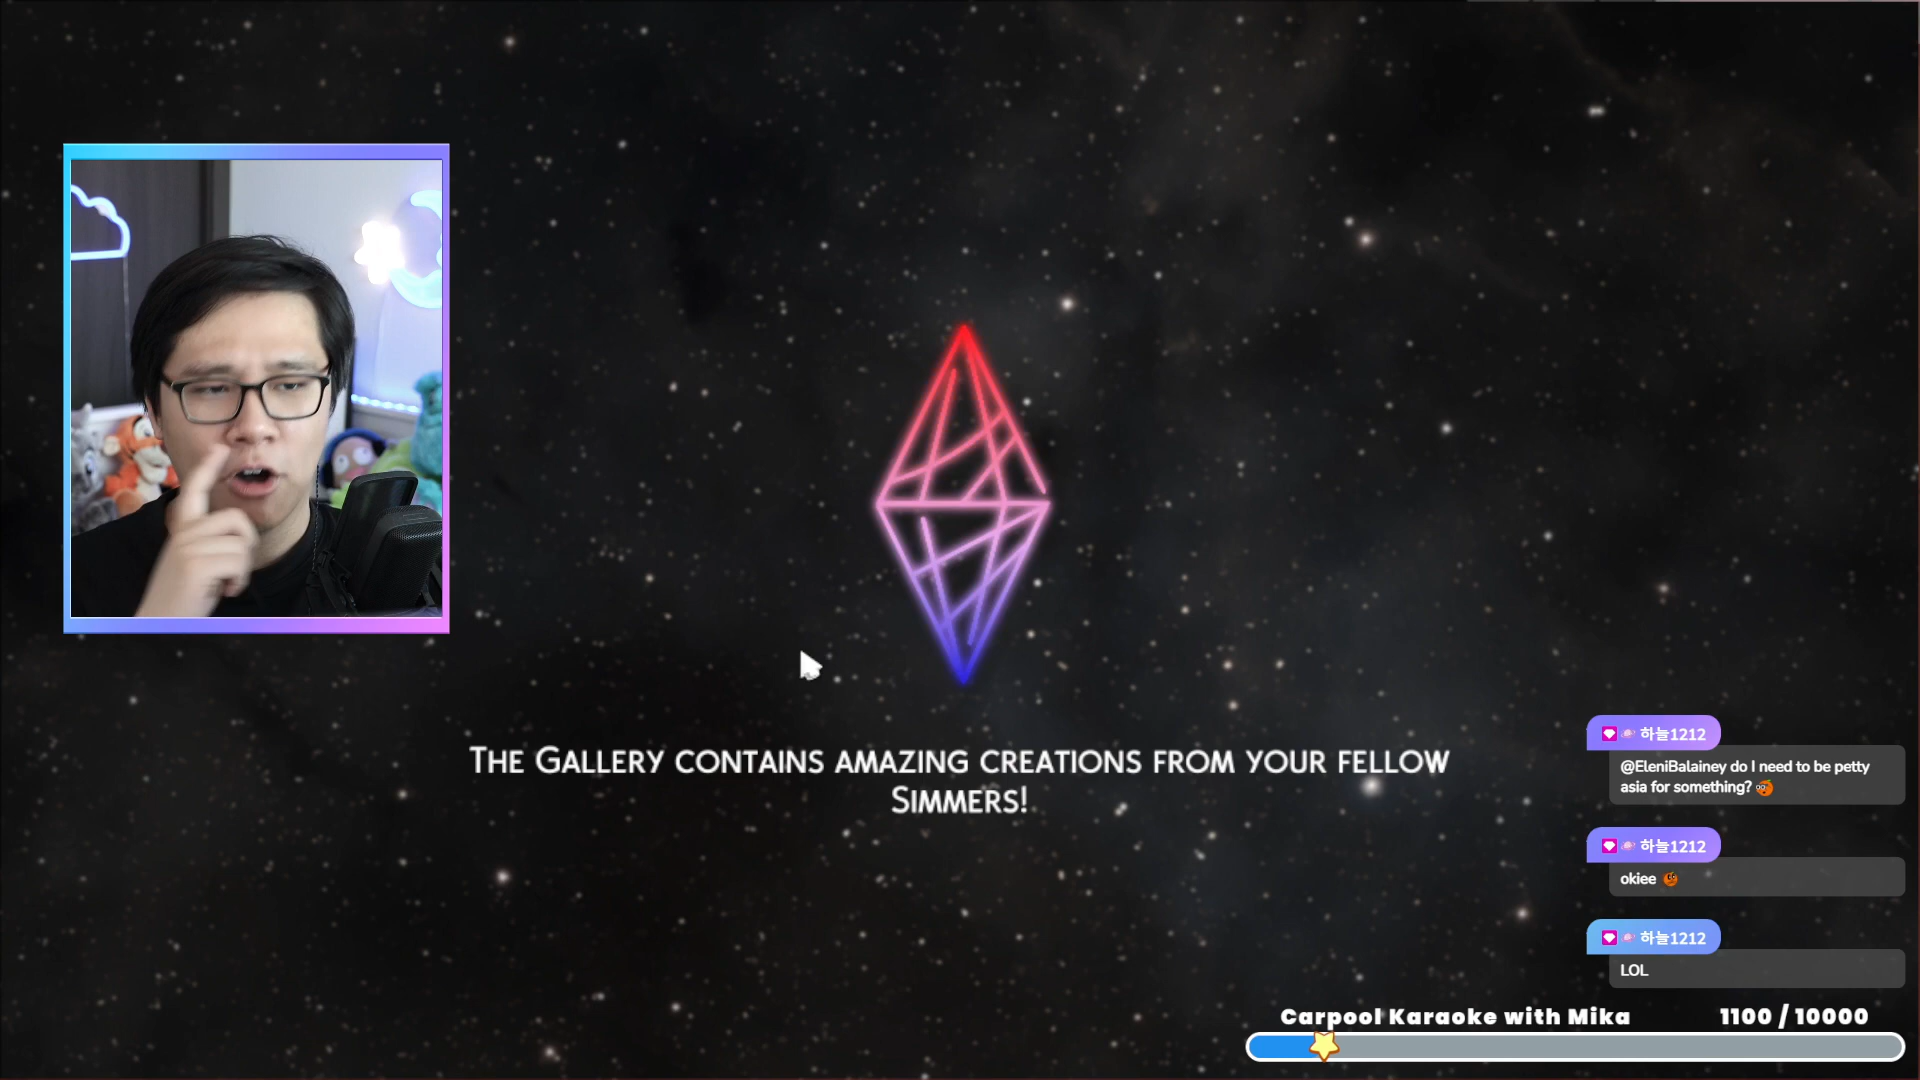 The Gallery contains amazing creations from your fellow
Simmers!
하늘1212
@EleniBalainey do I need to be petty
asia for something?
하늘1212
okiee
하늘1212
LOL
Carpool Karaoke with Mika 1100 / 10000